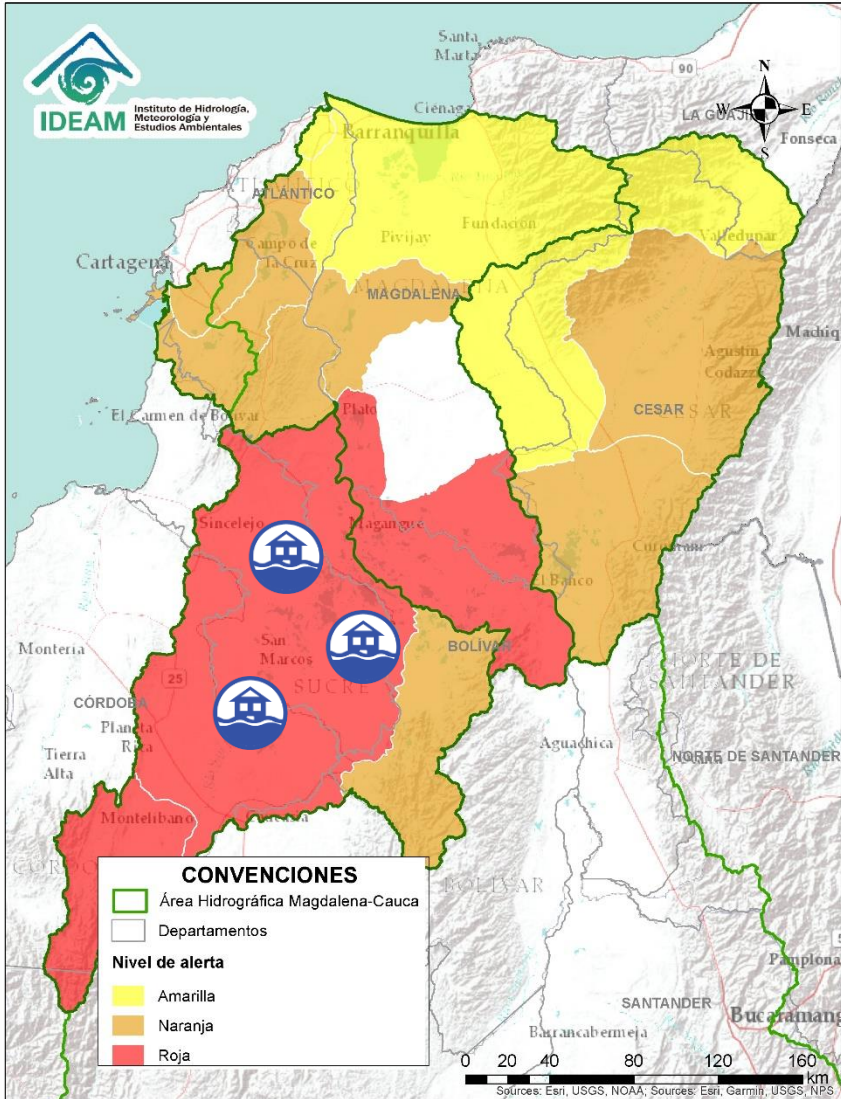 IDEAM
Instituto de Hidrología,
Meteorología y
Estudios Ambientales
Santa
Marta
90
N
W
E
S
Ciénaga
LA GUAJIRA
Fonseca
Barranquilla
ATLÁNTICO
Valledupar
Fundación
Pivijay
Campo de
la Cruz
Cartagena
MAGDALENA
Machiq
Agustín
Codazzi
CESAR
El Carmen de Bolívar
Plato
Sincelejo
Magangué
Curumaní
El Banco
Montería
San
Marcos
BOLÍVAR
NORTE DE
SANTANDER
25
SUCRE
CÓRDOBA
Planeta
Rica
Tierra
Alta
Aguachica
NORTE DE SANTANDER
Montelibano
Caucasia
BOLÍVAR
CONVENCIONES
Área Hidrográfica Magdalena-Cauca
Departamentos
Nivel de alerta
Amarilla
Naranja
Roja
Pamplona
SANTANDER
Bucaramang
Barrancabermeja
0 20 40 80 120 160
km
Sources: Esri, USGS, NOAA; Sources: Esri, Garmin, USGS, NPS